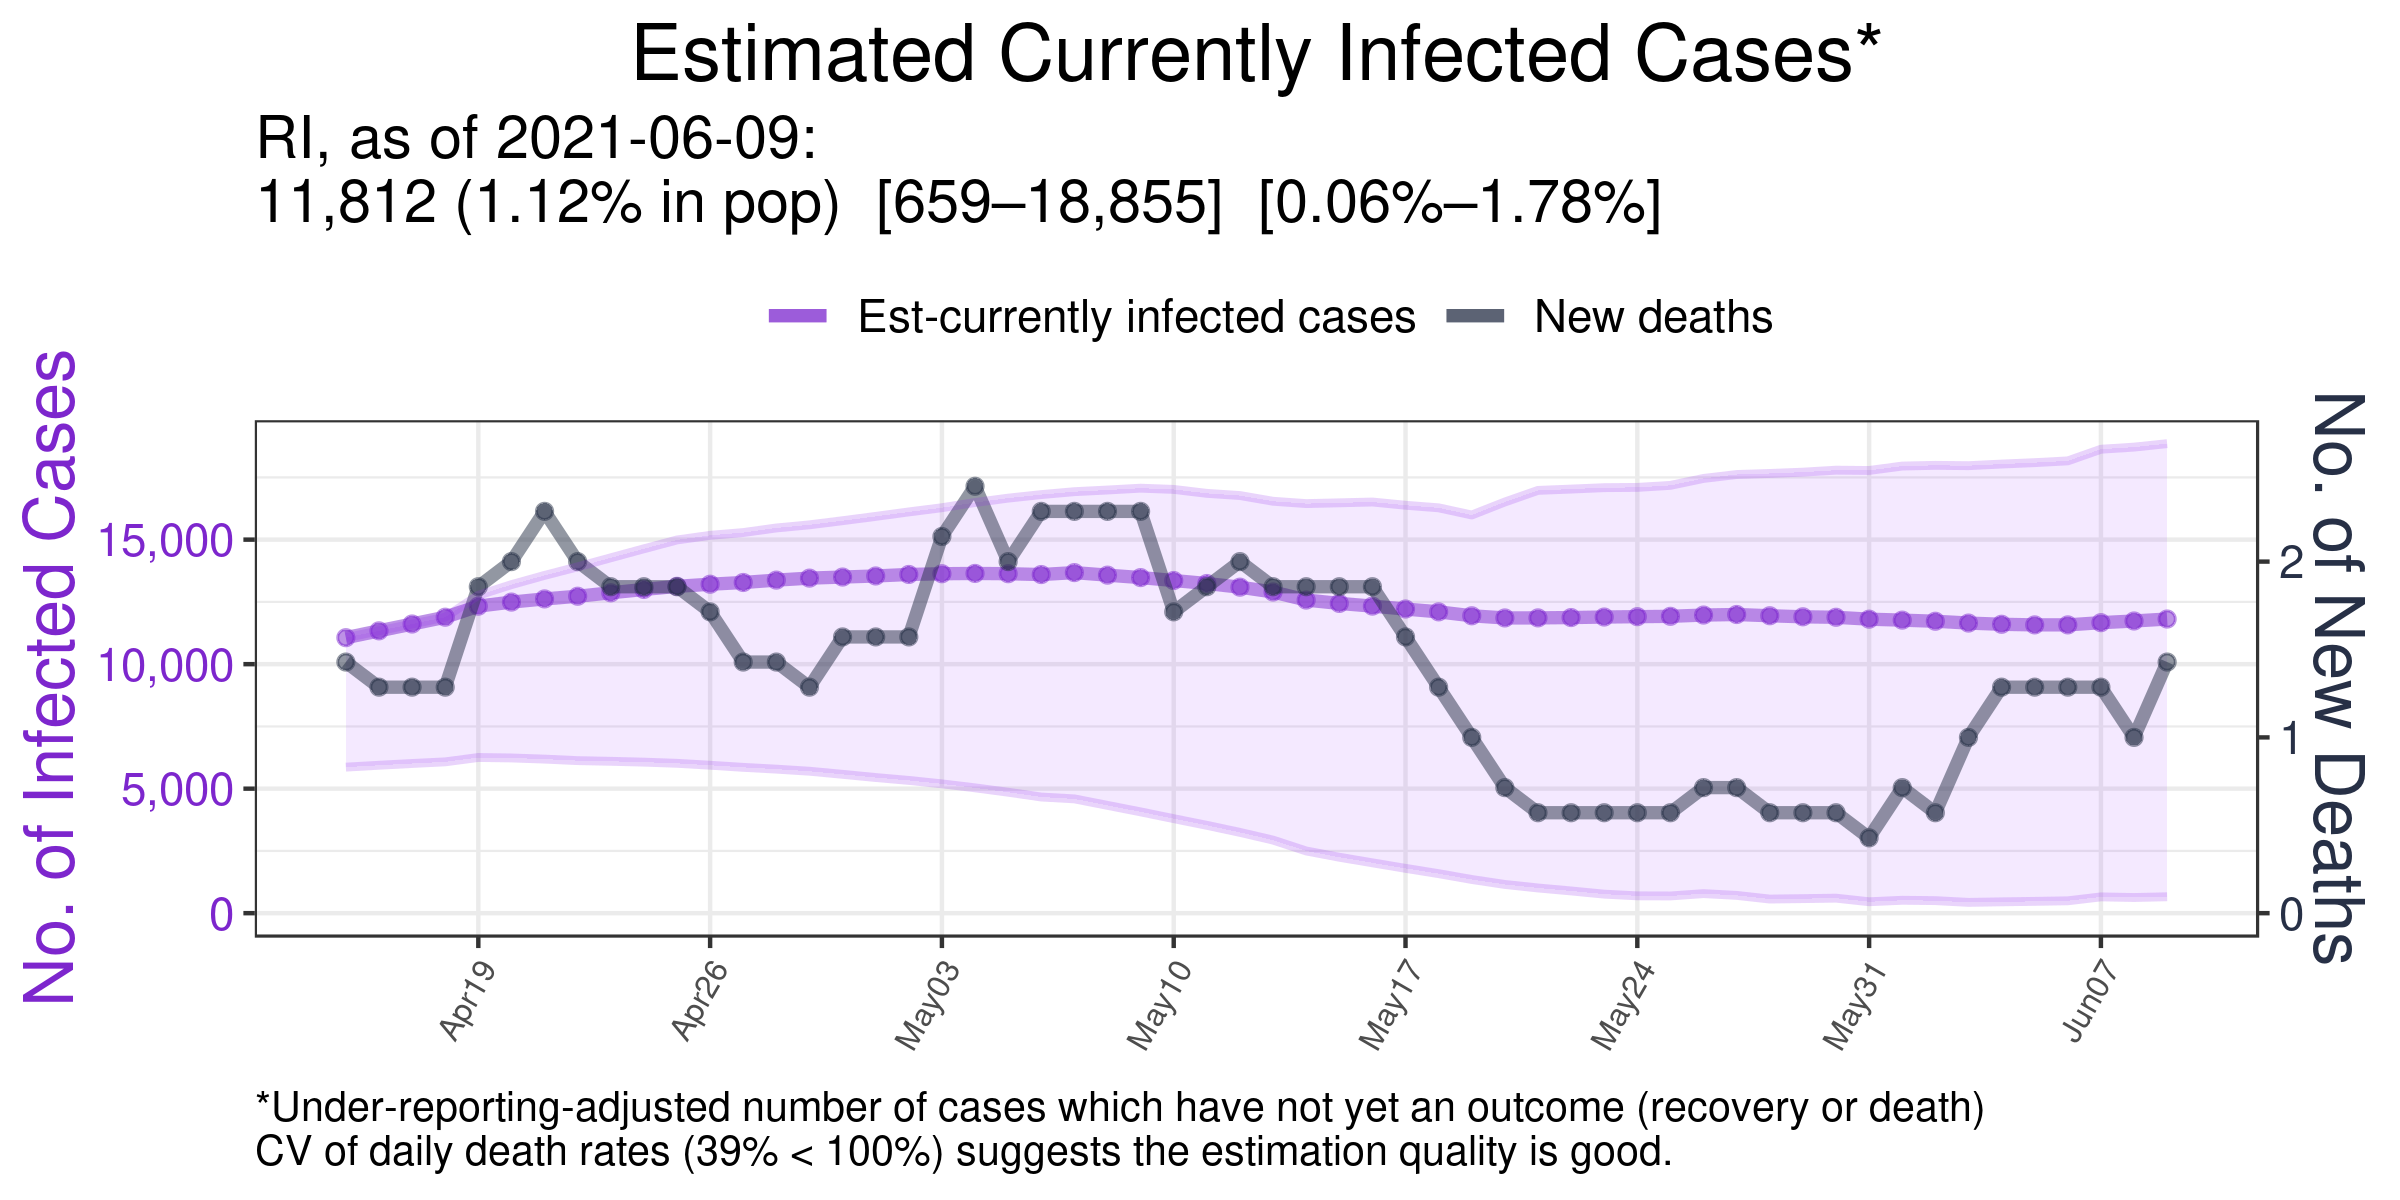 Estimated Currently Infected Cases*
RI, as of 2021-06-09:
11,812 (1.12% in pop)  [659–18,855]  [0.06%–1.78%]
Est-currently infected cases
New deaths
No. of Infected Cases
15,000
10,000
5,000
0
No. of New Deaths
2
1
0
Apr19
Apr26
May03
May10
May17
May24
May31
Jun07
*Under-reporting-adjusted number of cases which have not yet an outcome (recovery or death)
CV of daily death rates (39% < 100%) suggests the estimation quality is good.